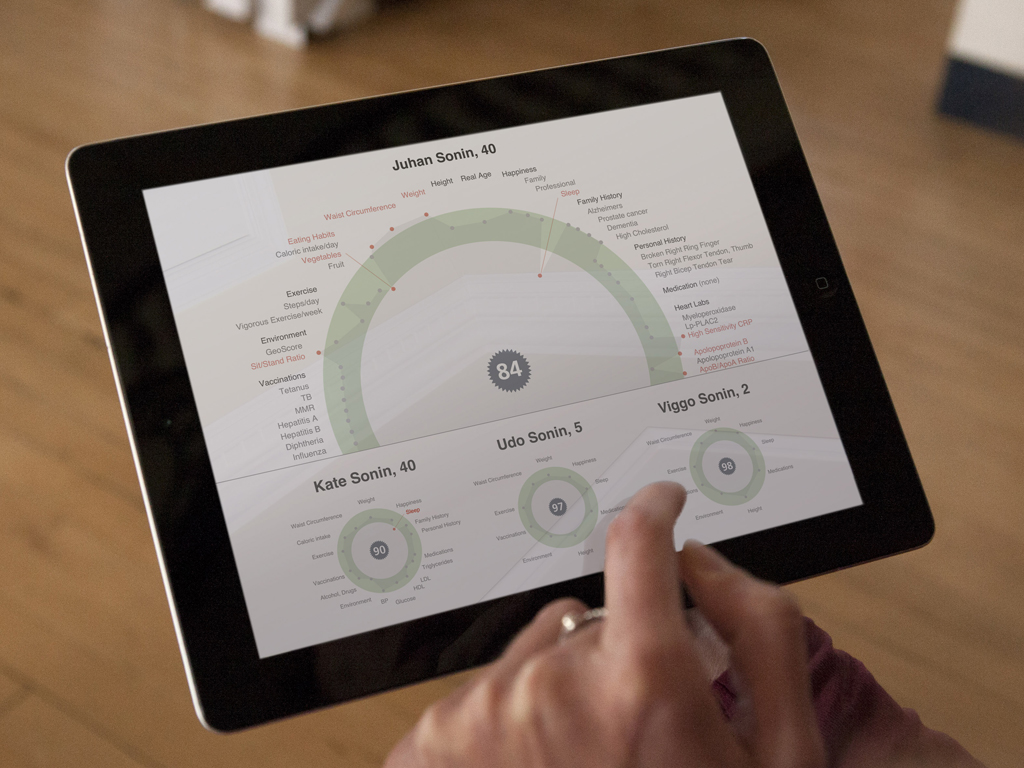 Juhan Sonin, 40
Height
Real Age
Happiness
Family
Professional
Sleep
Weight
Waist Circumference
Eating Habits
Caloric intake/day
Vegetables
Fruit
Exercise
Steps/day
Vigorous Exercise/week
Environment
GeoScore
Sit/Stand Ratio
Vaccinations
Tetanus
TB
MMR
Hepatitis A
Hepatitis B
Diphtheria
Influenza
Family History
Alzheimers
Prostate cancer
Dementia
High Cholesterol
Personal History
Broken Right Ring Finger
Torn Right Flexor Tendon, Thumb
Right Bicep Tendon Tear
Medication (none)
Heart Labs
Myeloperoxidase
Lp-PLAC2
High Sensitivity CRP
Apolopoprotein B
Apolopoprotein A1
ApoB/ApoA Ratio
84
Kate Sonin, 40
Weight
Happiness
Sleep
Family History
Personal History
Waist Circumference
Caloric Intake
Exercise
Vaccinations
Alcohol, Drugs
Environment
BP
Glucose
HDL
LDL
Triglycerides
Medications
90
Udo Sonin, 5
Weight
Happiness
Waist Circumference
Sleep
Exercise
Vaccinations
Environment
Height
97
Viggo Sonin, 2
Weight
Happiness
Waist Circumference
Sleep
Exercise
Medications
Environment
Height
98